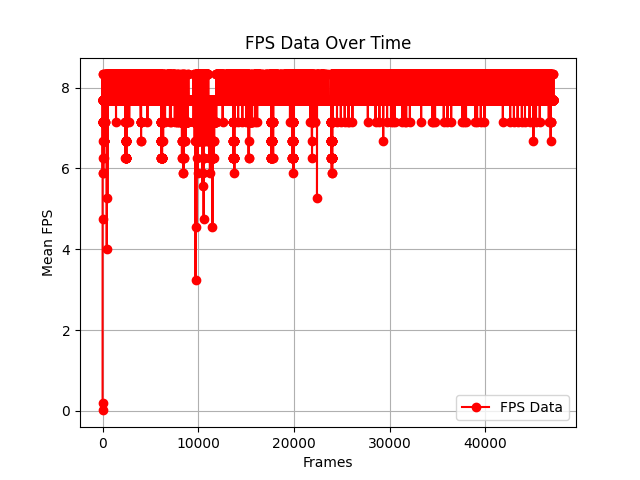 FPS Data Over Time
Mean FPS
8
6
4
2
0
0 10000 20000 30000 40000
Frames
FPS Data